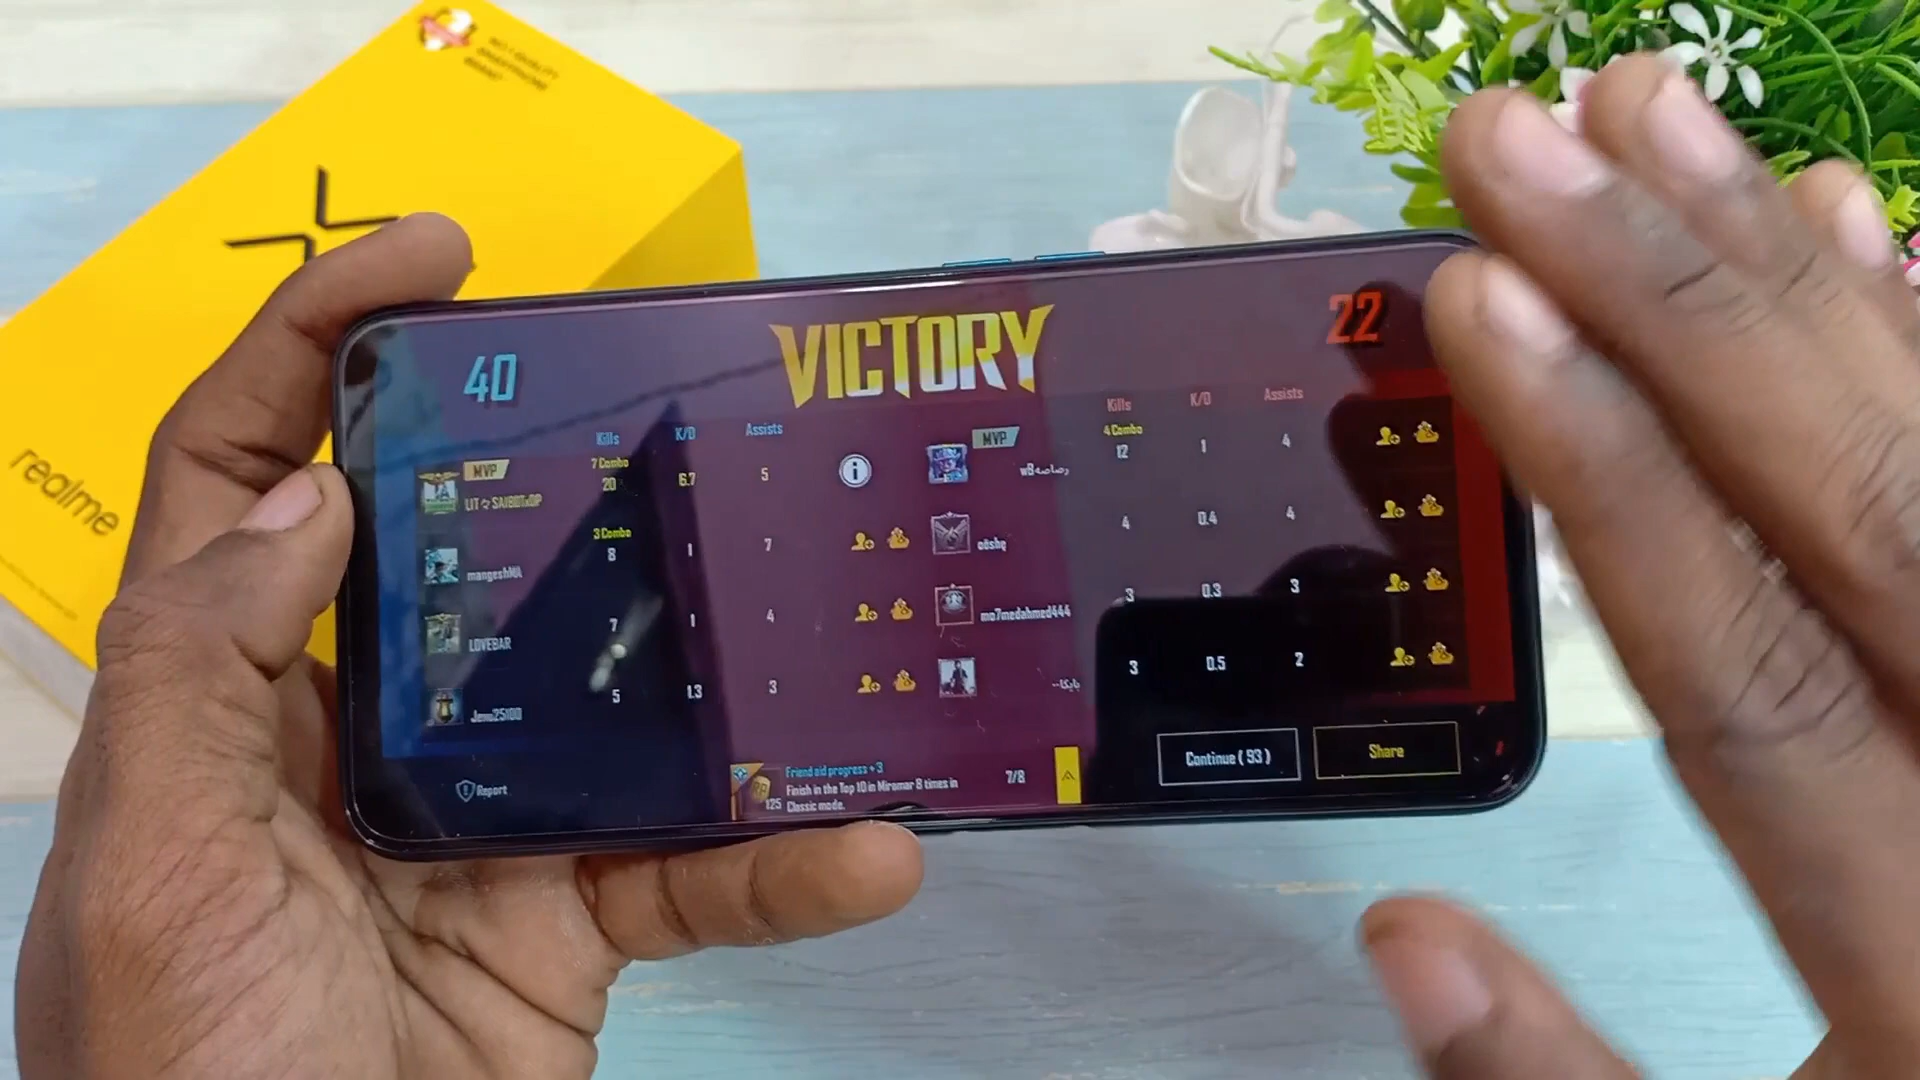 realme
40
VICTORY
22
Kills K/D Assists
Kills K/D Assists
MVP
7 Combo
20 6.7 5
3 Combo
mangeshNA 8 1 7
LOVEBAR 7 1 4
5 1.3 3
MVP
4 Combo
12 1 4
4 0.4 4
mo7medahmed444 3 0.3 3
3 0.5 2
Report
125
Friend aid progress +3
Finish in the Top 10 in Miramar 8 times in
Classic mode.
7/8
Continue ( 93 )
Share